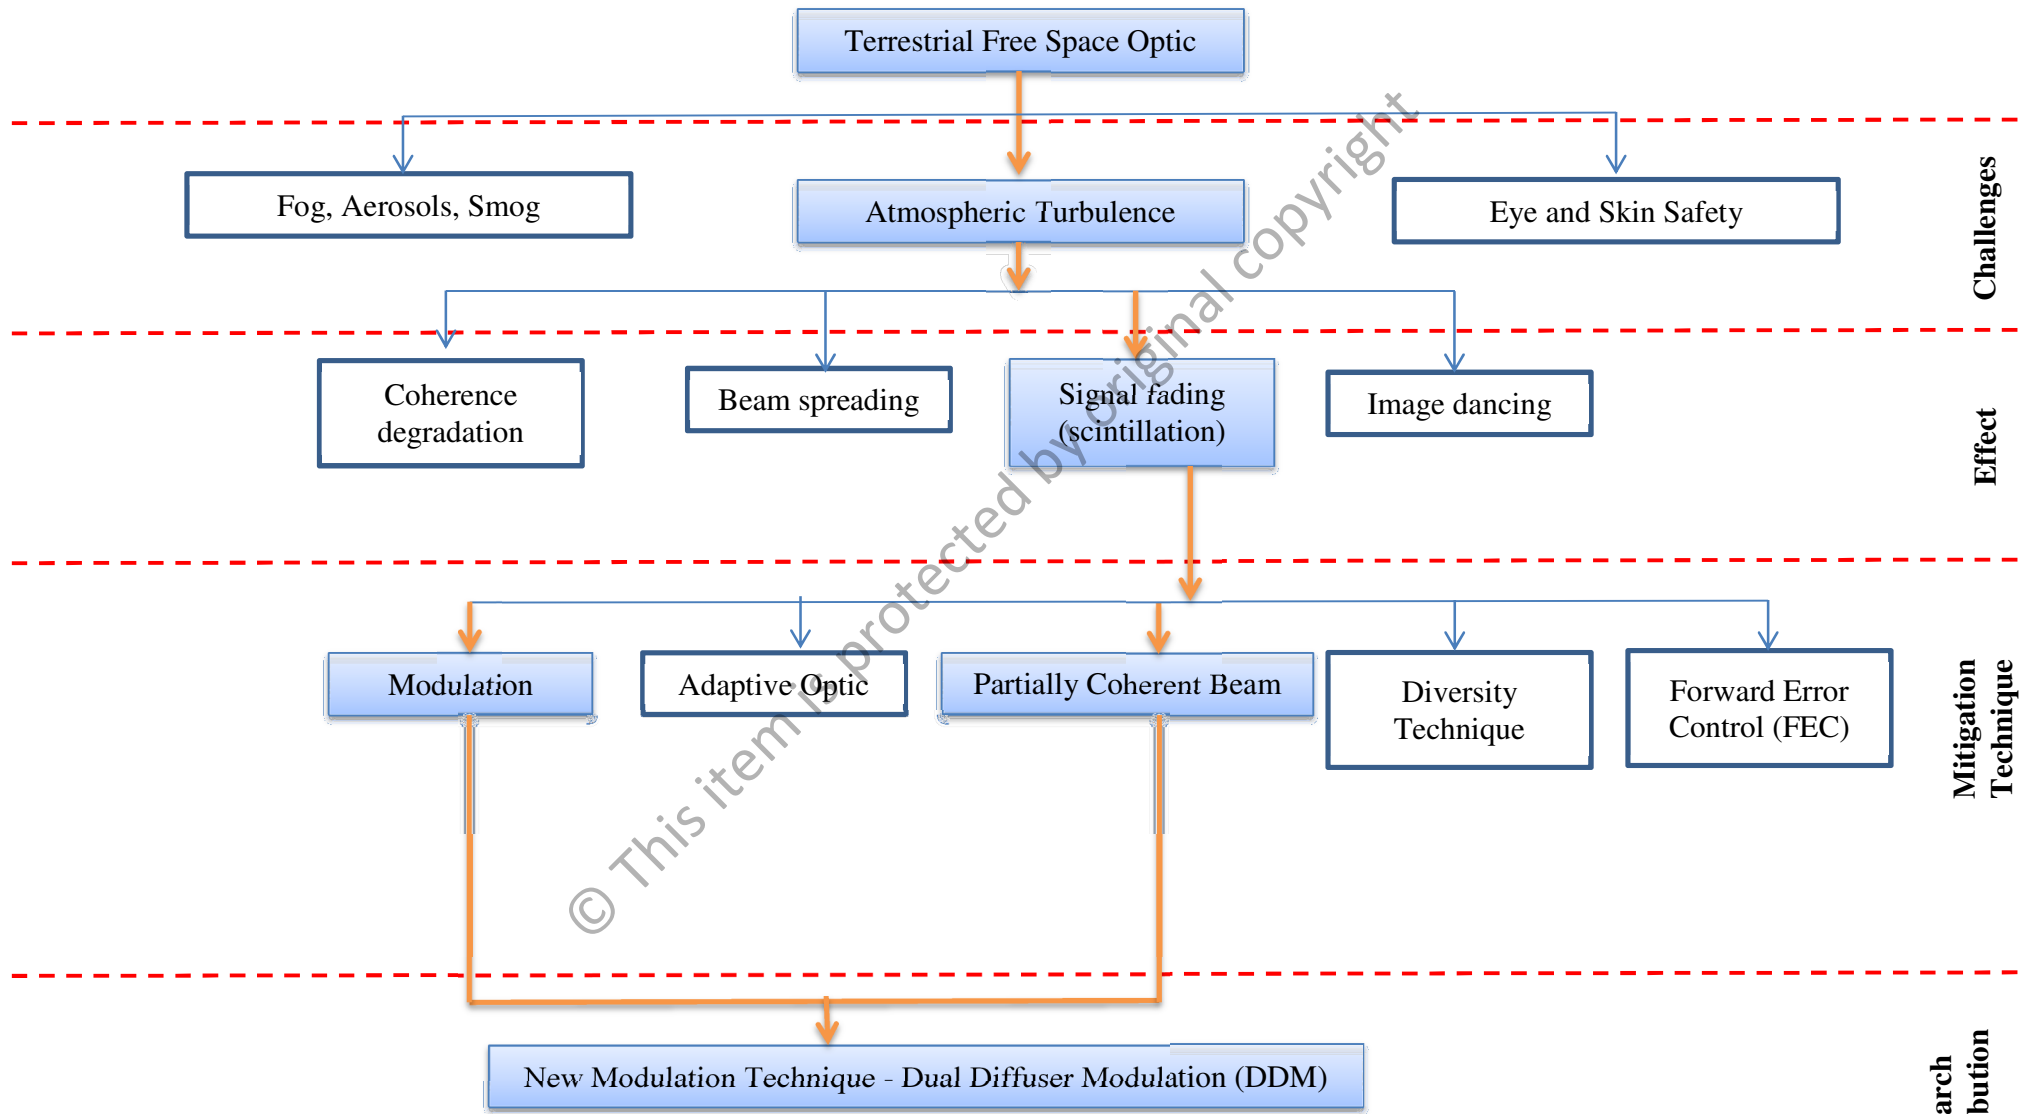 Terrestrial Free Space Optic
Fog, Aerosols, Smog
Atmospheric Turbulence
Eye and Skin Safety
Challenges
Coherence
degradation
Beam spreading
Signal fading
(scintillation)
Image dancing
Effect
Modulation
Adaptive Optic
Partially Coherent Beam
Diversity
Technique
Forward Error
Control (FEC)
Mitigation
Technique
New Modulation Technique - Dual Diffuser Modulation (DDM)
arch
bution
© This item is protected by original copyright